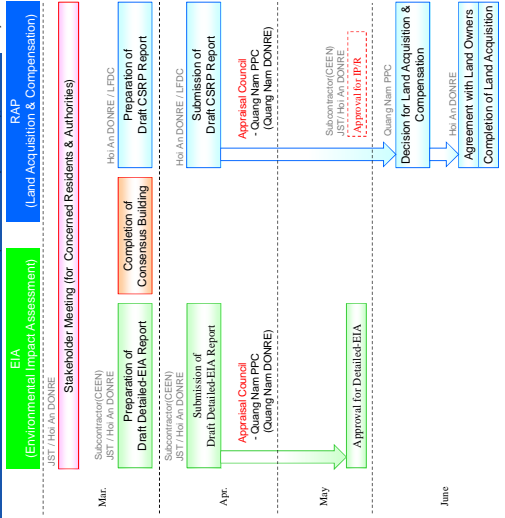 EIA
(Environmental Impact Assessment)
RAP
(Land Acquisition & Compensation)
JST / Hoi An DONRE
Stakeholder Meeting (for Concerned Residents & Authorities)
Mar.
Subcontractor(CEEN)
JST / Hoi An DONRE
Preparation of
Draft Detailed-EIA Report
Completion of
Consensus Building
Hoi An DONRE / LFDC
Preparation of
Draft CSRP Report
Apr.
Subcontractor(CEEN)
JST / Hoi An DONRE
Submission of
Draft Detailed-EIA Report
Hoi An DONRE / LFDC
Submission of
Draft CSRP Report
Appraisal Council
- Quang Nam PPC
(Quang Nam DONRE)
Appraisal Council
- Quang Nam PPC
(Quang Nam DONRE)
May
Approval for Detailed-EIA
Subcontractor(CEEN)
JST/ Hoi An DONRE
Approval for IP/R
June
Quang Nam PPC
Decision for Land Acquisition &
Compensation
Hoi An DONRE
Agreement with Land Owners
Completion of Land Acquisition